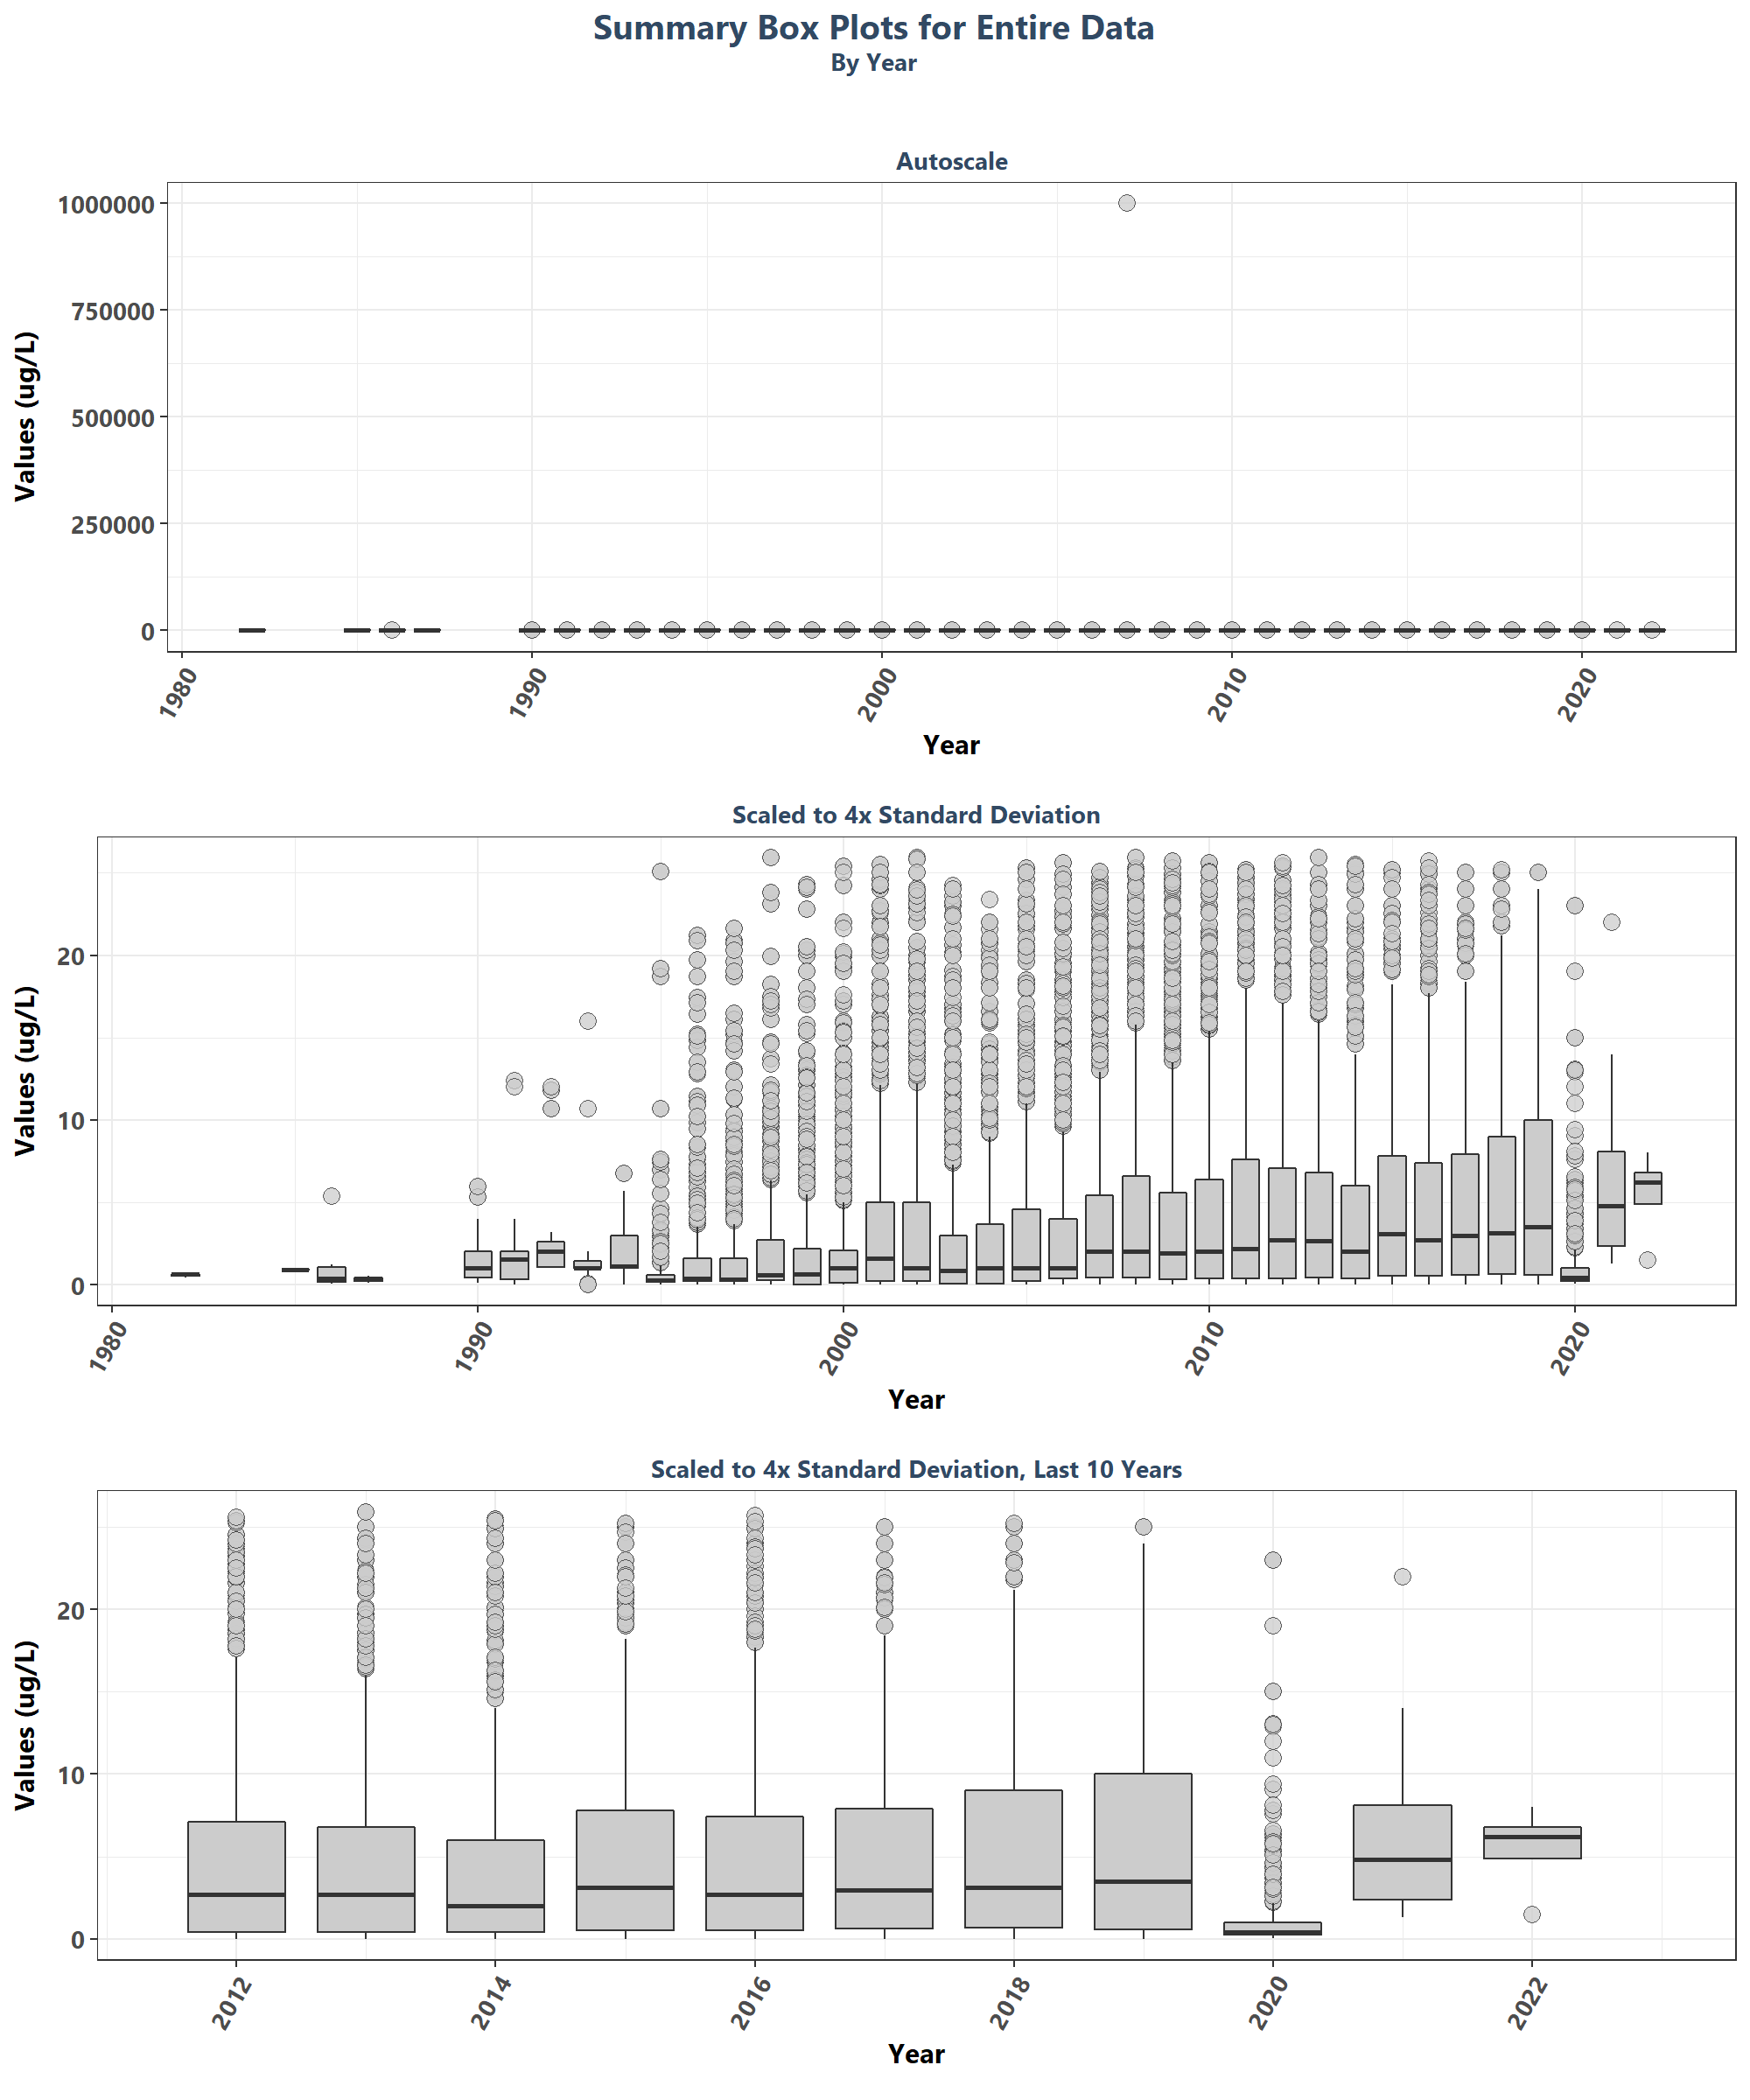 Summary Box Plots for Entire Data
By Year
Autoscale
Values (ug/L)
1000000
750000
500000
250000
0
1980
1990
2000
2010
2020
Year
Scaled to 4x Standard Deviation
Values (ug/L)
20
10
0
1980
1990
2000
2010
2020
Year
Scaled to 4x Standard Deviation, Last 10 Years
Values (ug/L)
20
10
0
2012
2014
2016
2018
2020
2022
Year